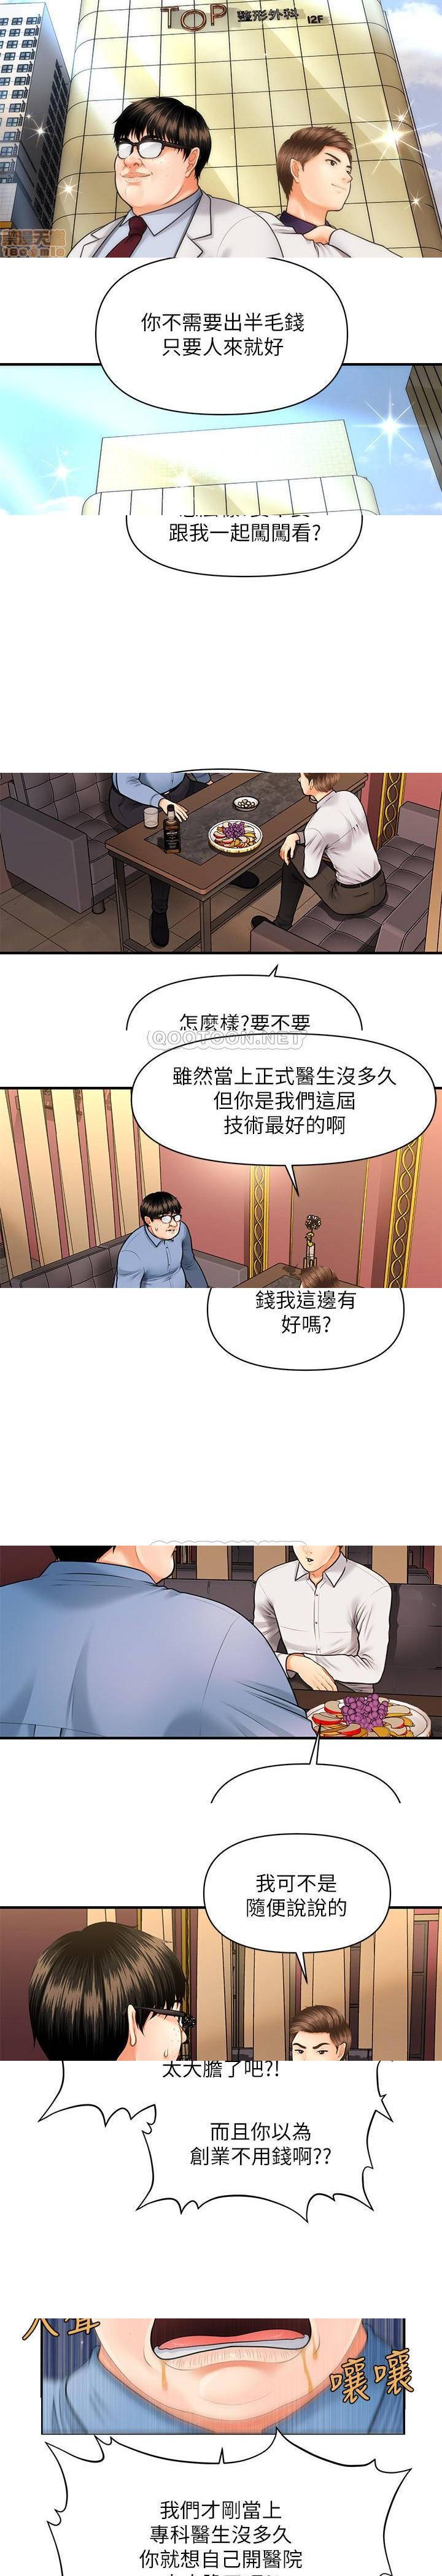 TOP 整形外科 12F
你不需要出半毛錢
只要人來就好
跟我一起闖闖看?
怎麼樣?要不要
QOOTOON.NET
雖然當上正式醫生沒多久
但你是我們這屆
技術最好的啊
錢我這邊有
好嗎?
我可不是
隨便說說的
太大膽了吧?!
而且你以為
創業不用錢啊??
大聲
嚷嚷
我們才剛當上
專科醫生沒多久
你就想自己開醫院